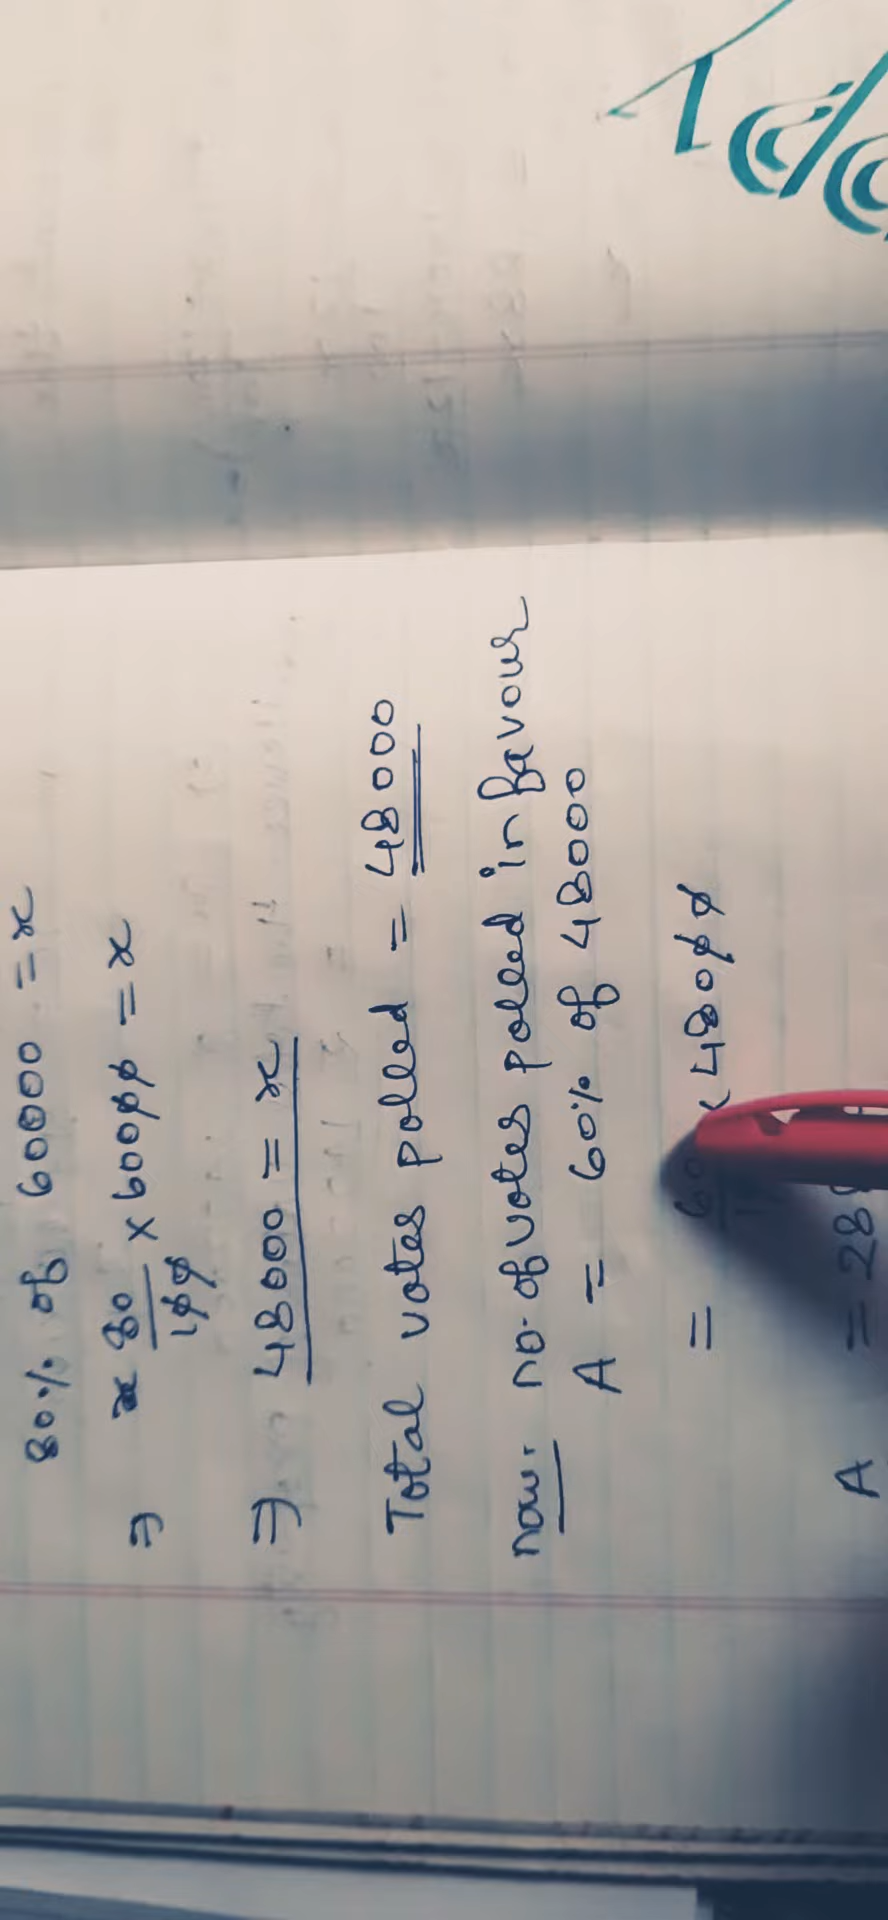 80% of 60000 = x
⇒ 80/100 x 60000 = x
⇒ 48000 = x
Total votes polled = 48000
now. no. of votes polled in favour
A = 60% of 48000
= 60 x 48000
A = 28